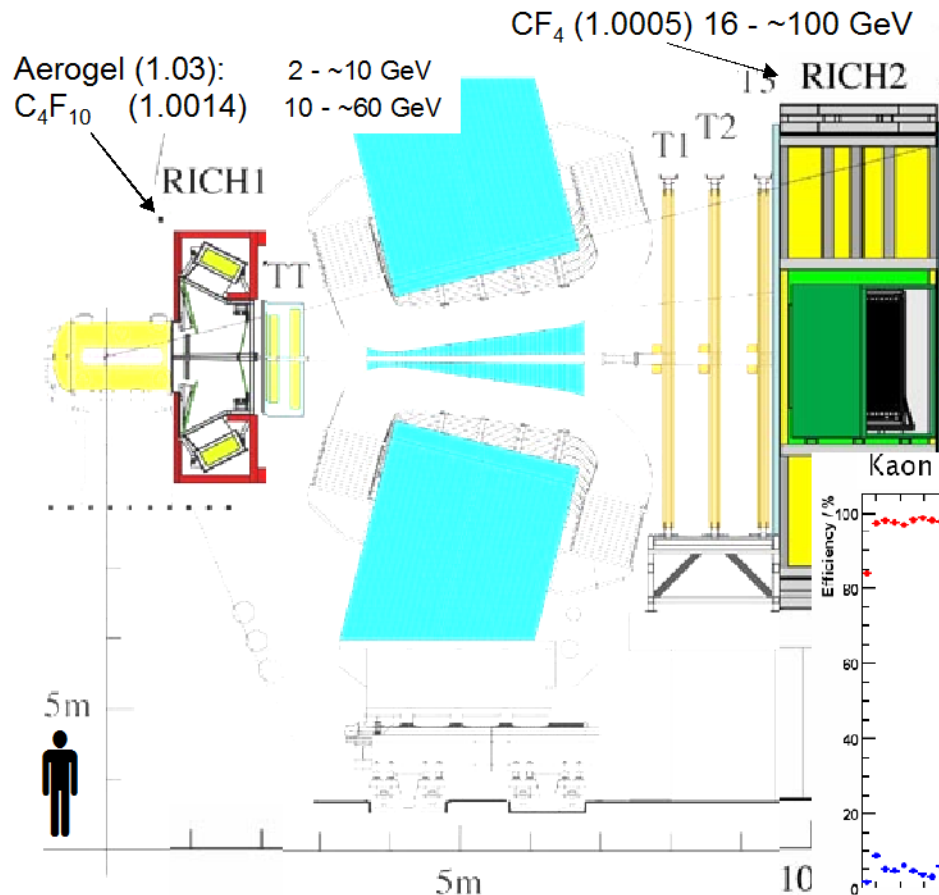 CF₄ (1.0005) 16 - ~100 GeV
Aerogel (1.03): 2 - ~10 GeV
C₄F₁₀ (1.0014) 10 - ~60 GeV
RICH2
T2
T1
RICH1
TT
Kaon
Efficiency / %
100
80
60
40
20
0
5m
5m
10